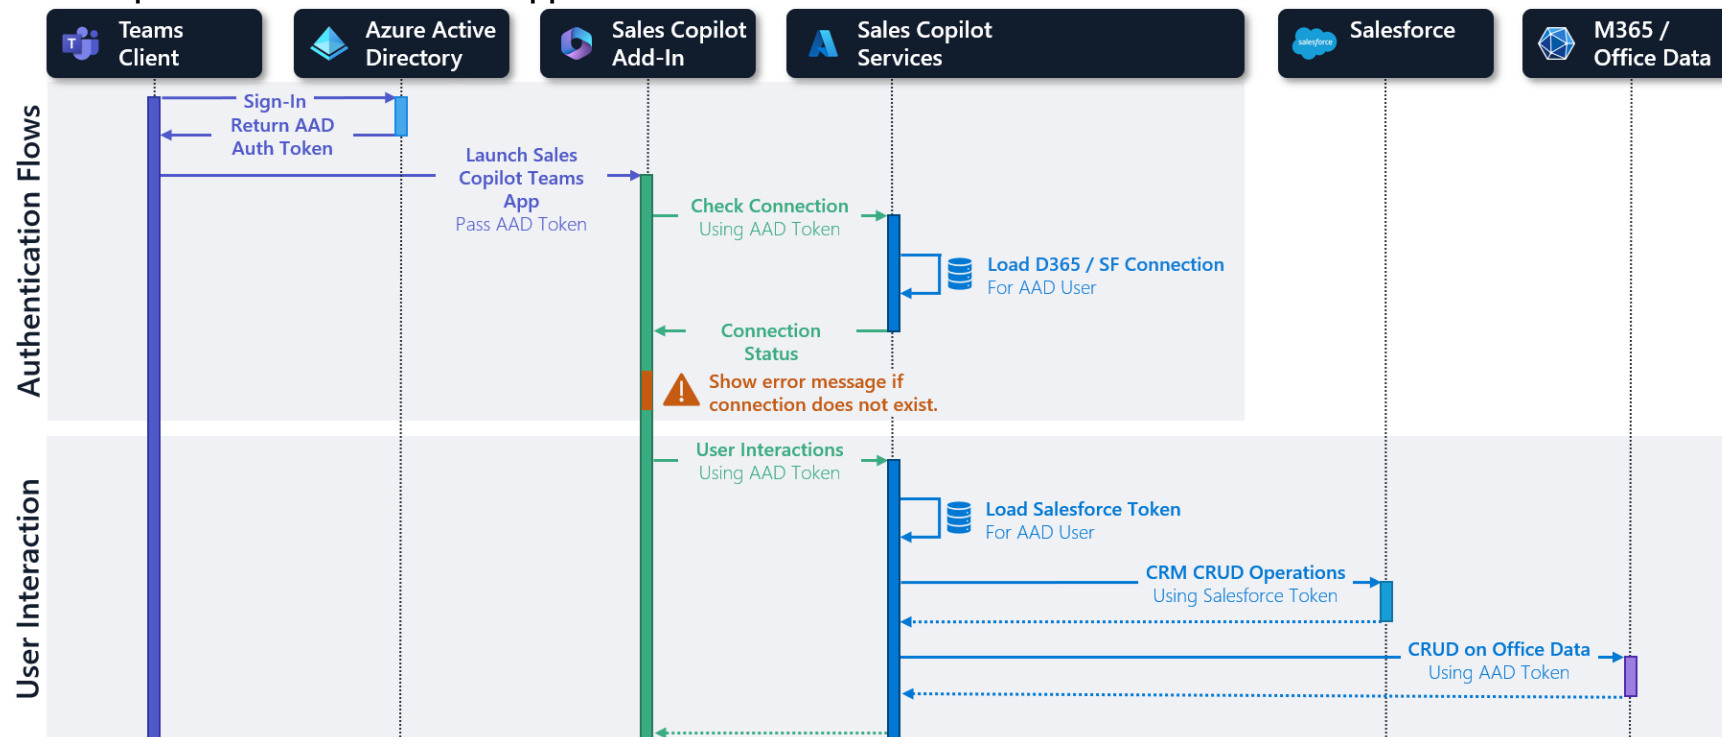 Teams
Client
Azure Active
Directory
Sales Copilot
Add-In
Sales Copilot
Services
salesforce
Salesforce
M365 /
Office Data
Authentication Flows
Sign-In
Return AAD
Auth Token
Launch Sales
Copilot Teams
App
Pass AAD Token
Check Connection
Using AAD Token
Load D365 / SF Connection
For AAD User
Connection
Status
Show error message if
connection does not exist.
User Interaction
User Interactions
Using AAD Token
Load Salesforce Token
For AAD User
CRM CRUD Operations
Using Salesforce Token
CRUD on Office Data
Using AAD Token